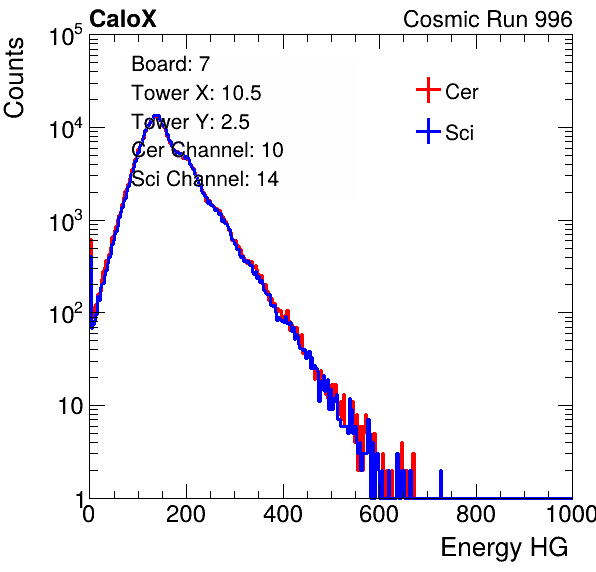 CaloX Cosmic Run 996
Counts
Board: 7
Tower X: 10.5
Tower Y: 2.5
Cer Channel: 10
Sci Channel: 14
Cer
Sci
10^5
10^4
10^3
10^2
10
1
0 200 400 600 800 1000
Energy HG